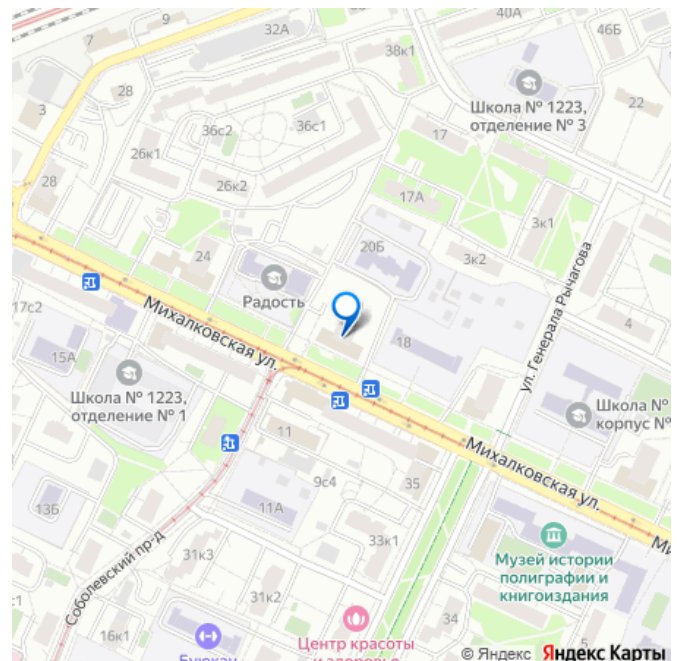 40А
46Б
9
7
32А
38к1
Школа № 1223,
отделение № 3
28
3
36с2
36с1
17
22
26к1
26к2
28
17А
3к1
24
20Б
3к2
Радость
ул. Генерала Рычагова
17с2
Михалковская ул.
18
4
15А
Школа № 1223,
отделение № 1
Школа №
корпус №
11
Михалковская ул.
35
9с4
13Б
11А
Соболевский пр-д
33к1
Музей истории
полиграфии и
книгоиздания
31к3
31к2
34
16к1
5
Центр красоты
© Яндекс Яндекс Карты